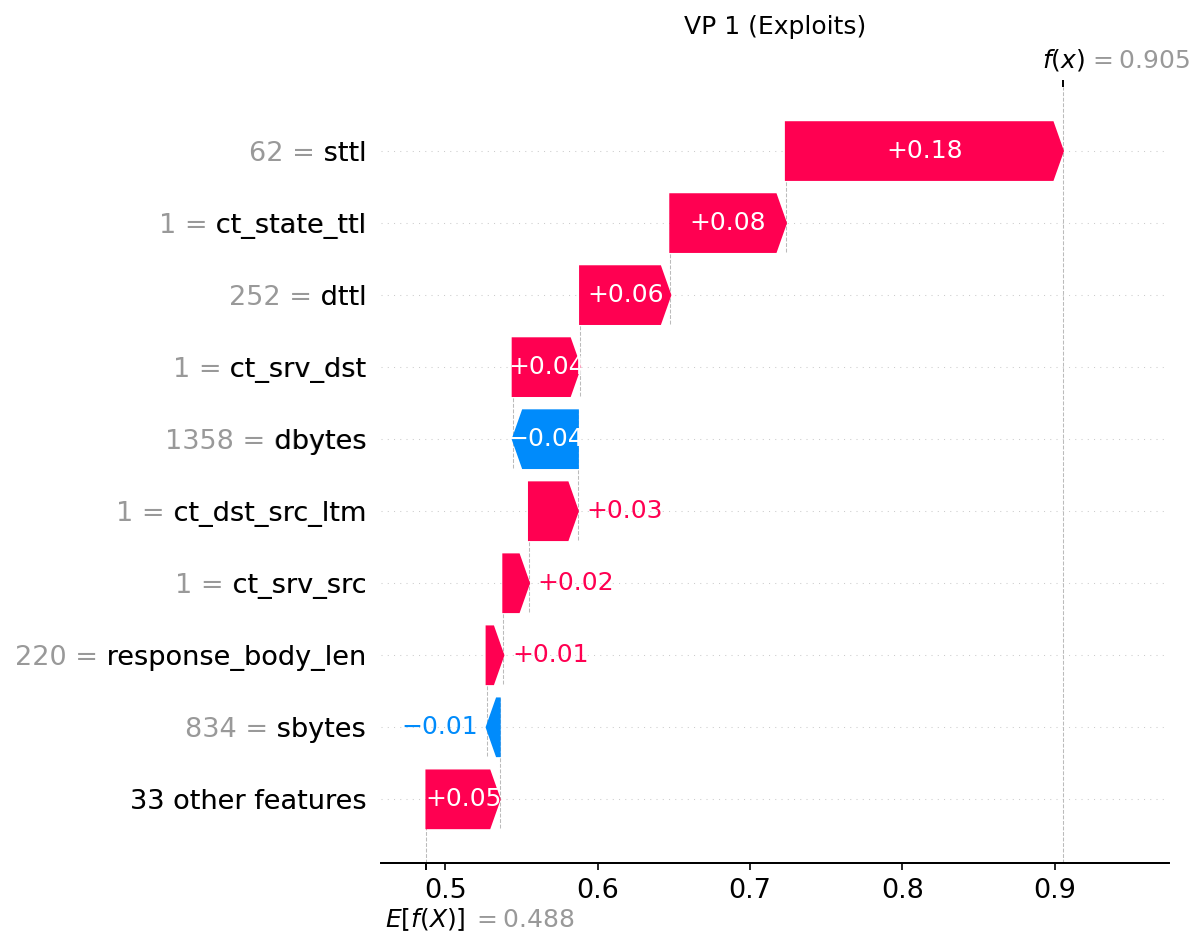 VP 1 (Exploits)
f(x) = 0.905
62 = sttl +0.18
1 = ct_state_ttl +0.08
252 = dttl +0.06
1 = ct_srv_dst +0.04
1358 = dbytes −0.04
1 = ct_dst_src_ltm +0.03
1 = ct_srv_src +0.02
220 = response_body_len +0.01
834 = sbytes −0.01
33 other features +0.05
0.5 0.6 0.7 0.8 0.9
E[f(X)] = 0.488